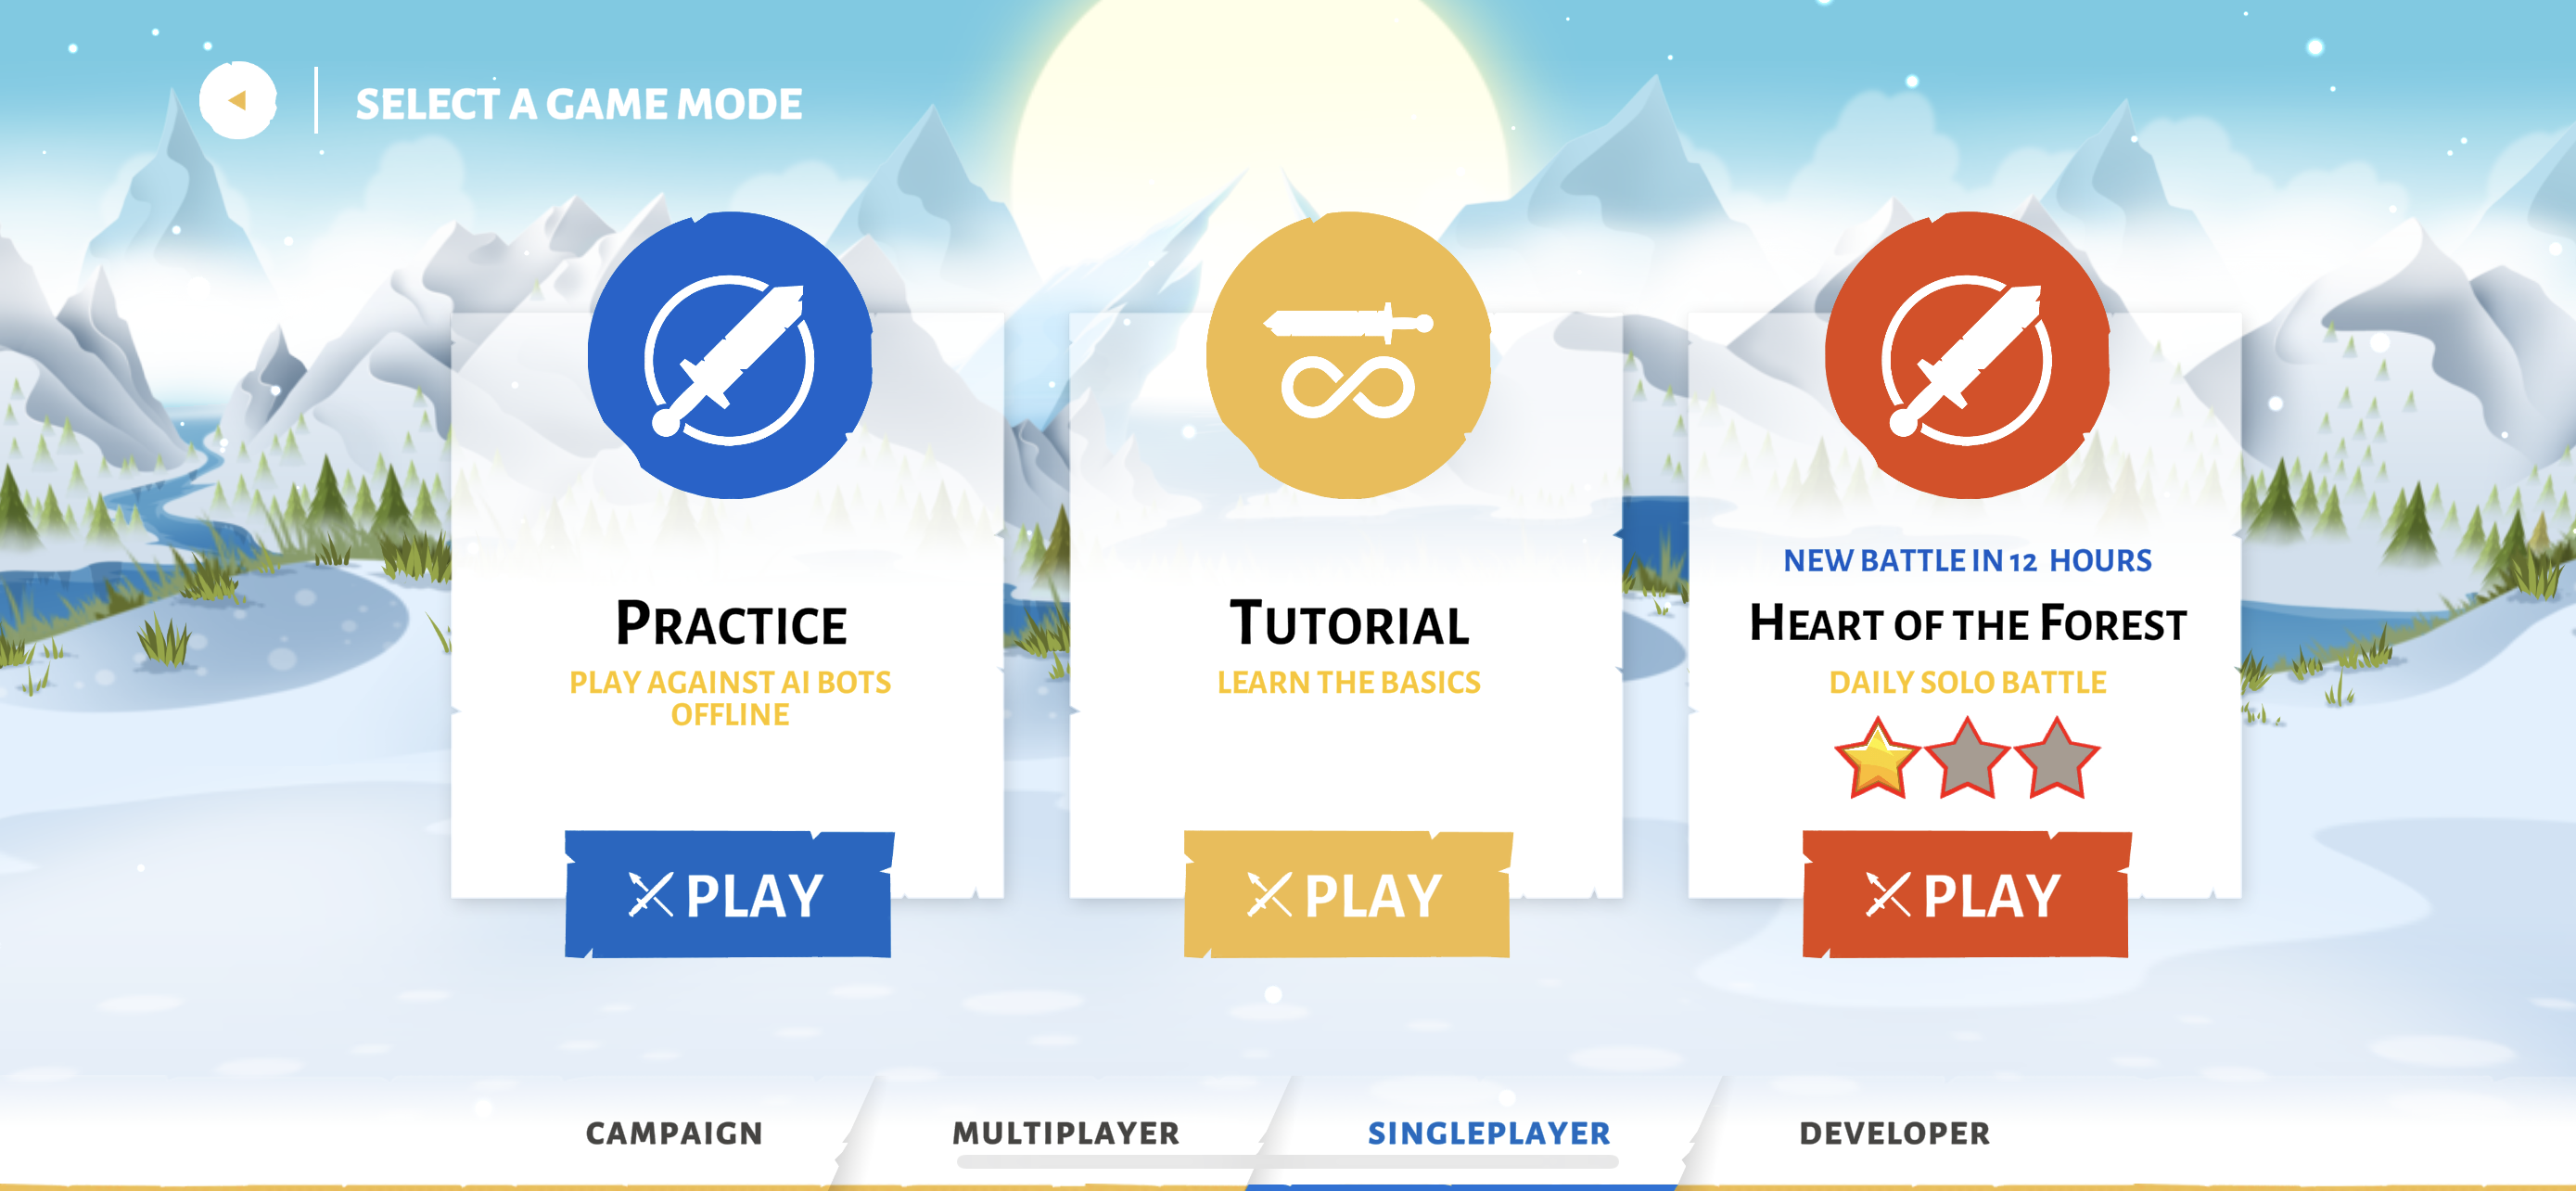 SELECT A GAME MODE
PRACTICE
PLAY AGAINST AI BOTS
OFFLINE
PLAY
TUTORIAL
LEARN THE BASICS
PLAY
NEW BATTLE IN 12 HOURS
HEART OF THE FOREST
DAILY SOLO BATTLE
PLAY
CAMPAIGN
MULTIPLAYER
SINGLEPLAYER
DEVELOPER